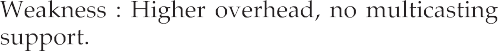 Weakness : Higher overhead, no multicasting
support.